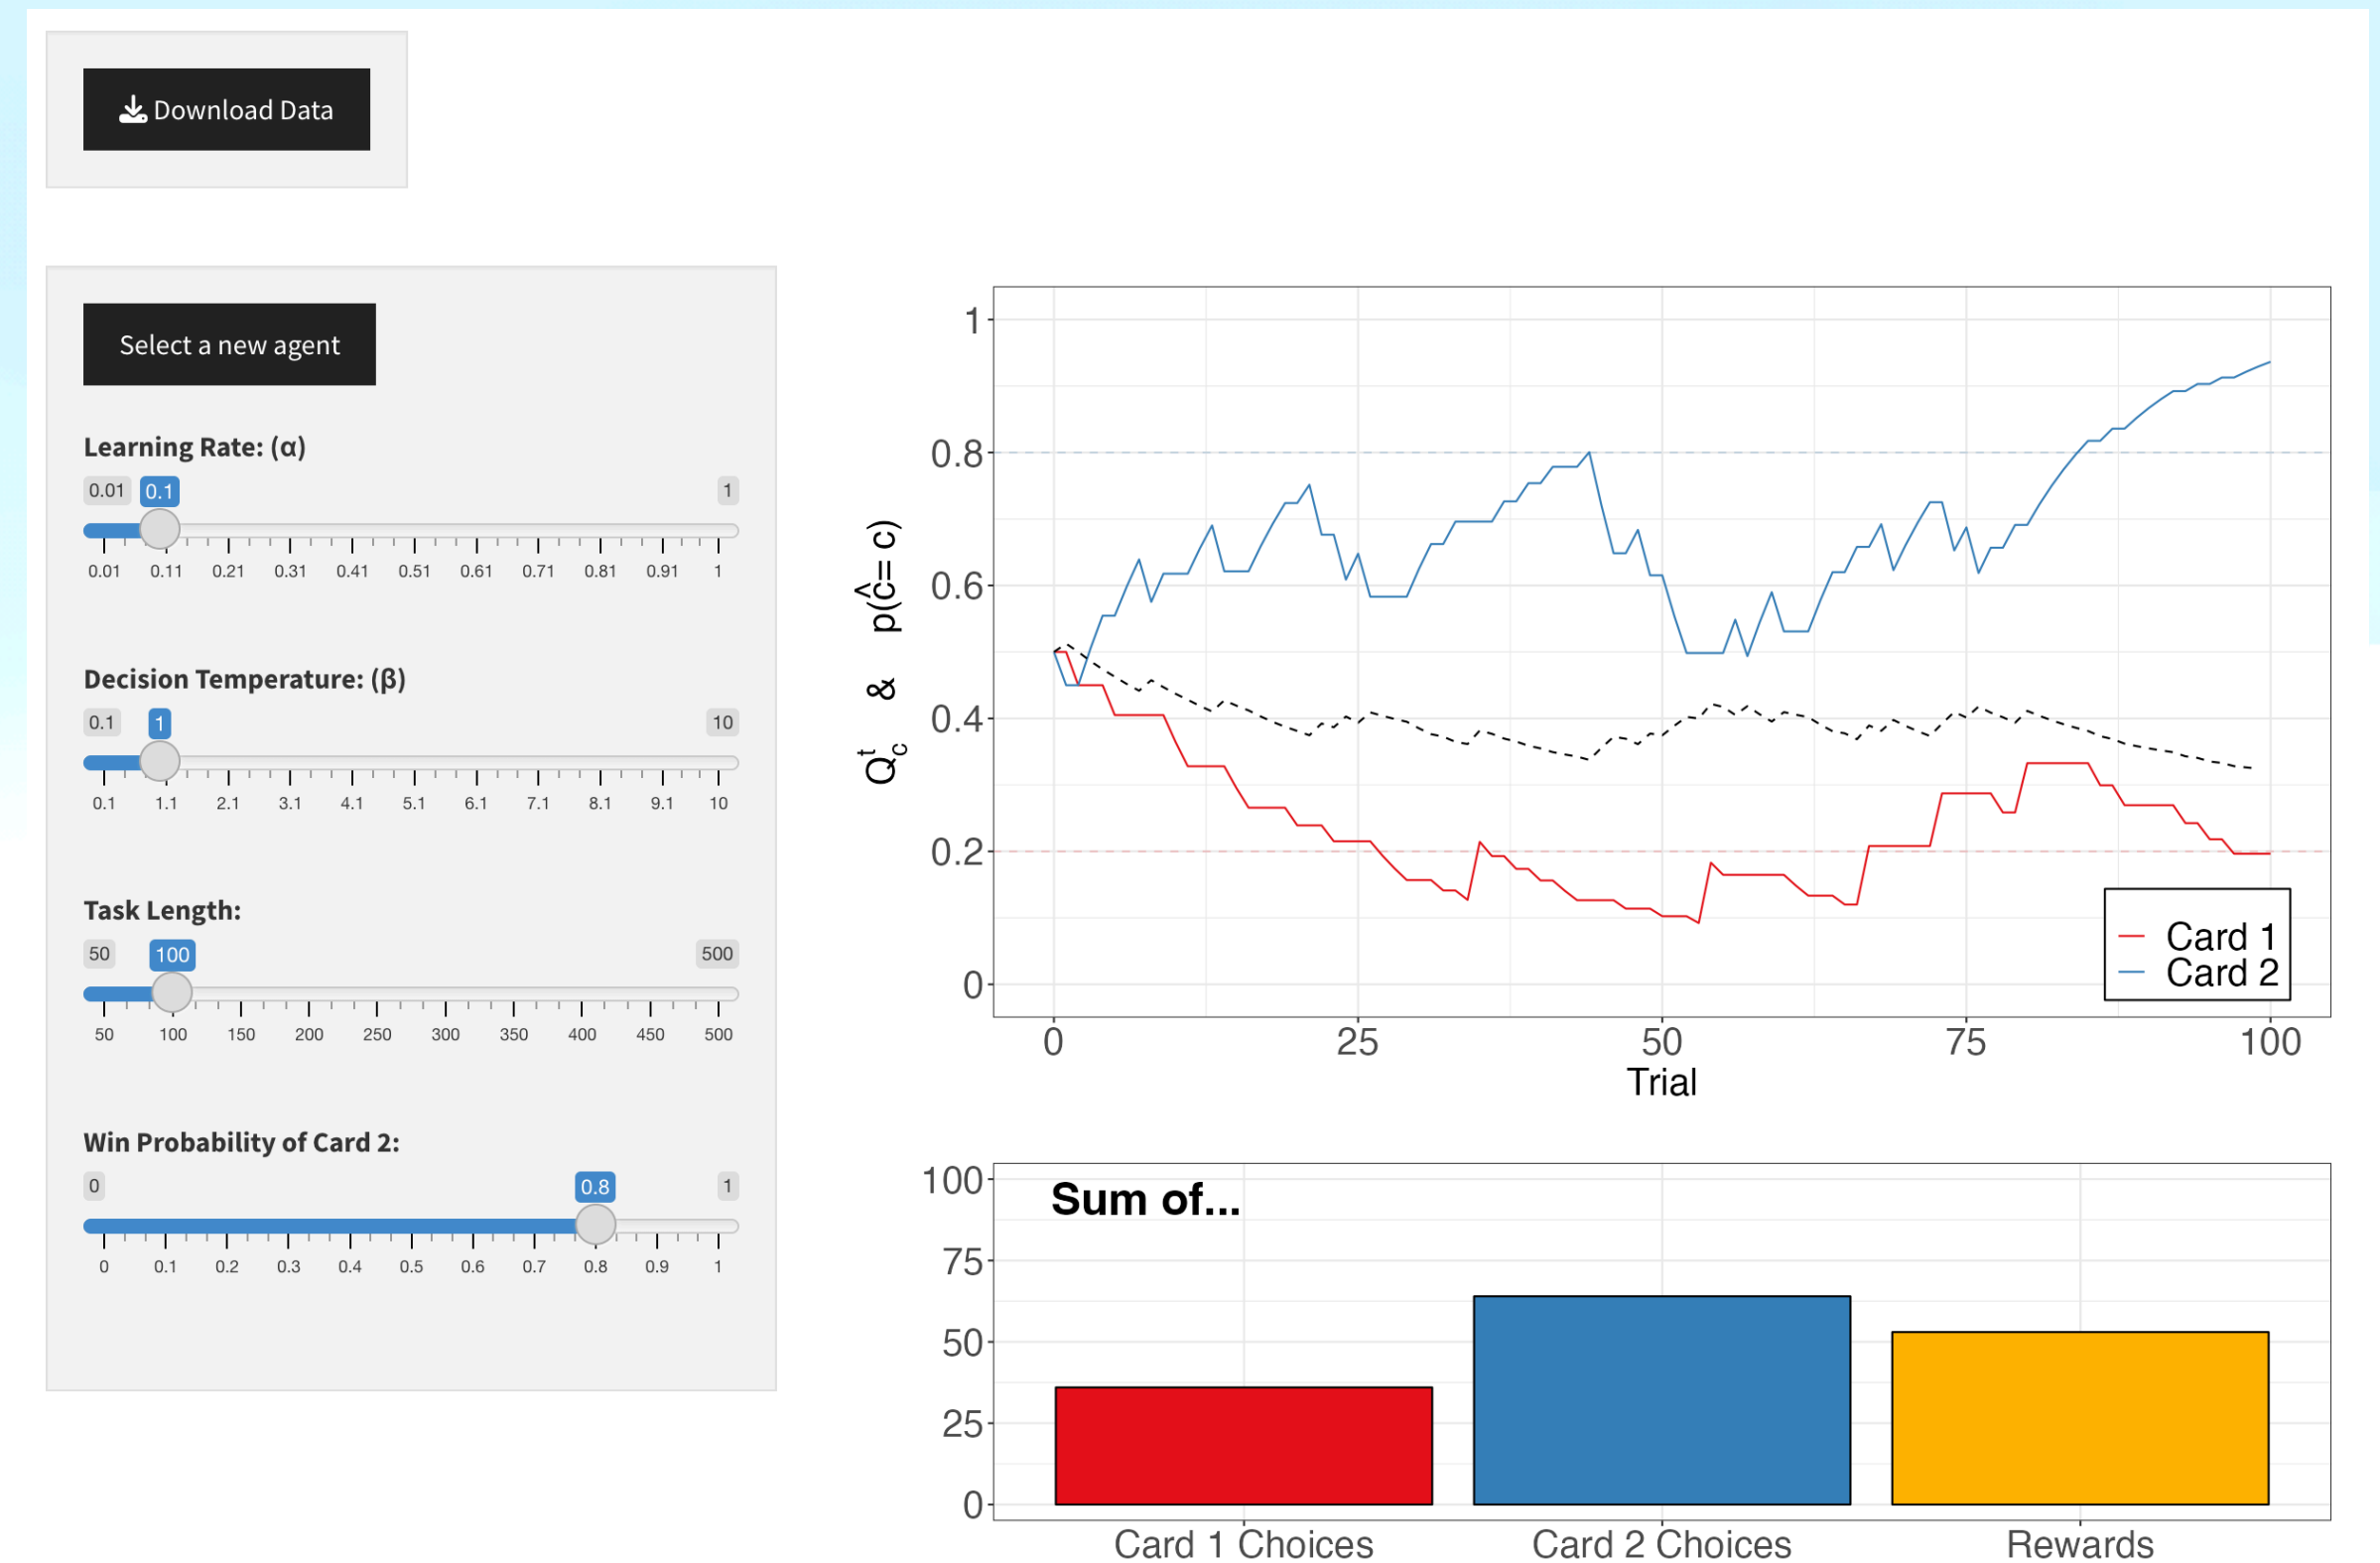 Download Data
Select a new agent
Learning Rate: (α)
0.01 0.1 1
0.01 0.11 0.21 0.31 0.41 0.51 0.61 0.71 0.81 0.91 1
Decision Temperature: (β)
0.1 1 10
0.1 1.1 2.1 3.1 4.1 5.1 6.1 7.1 8.1 9.1 10
Task Length:
50 100 500
50 100 150 200 250 300 350 400 450 500
Win Probability of Card 2:
0 0.8 1
0 0.1 0.2 0.3 0.4 0.5 0.6 0.7 0.8 0.9 1
Q_c^t & p(ĉ= c)
1
0.8
0.6
0.4
0.2
0
Card 1
Card 2
0 25 50 75 100
Trial
Sum of...
100
75
50
25
0
Card 1 Choices Card 2 Choices Rewards